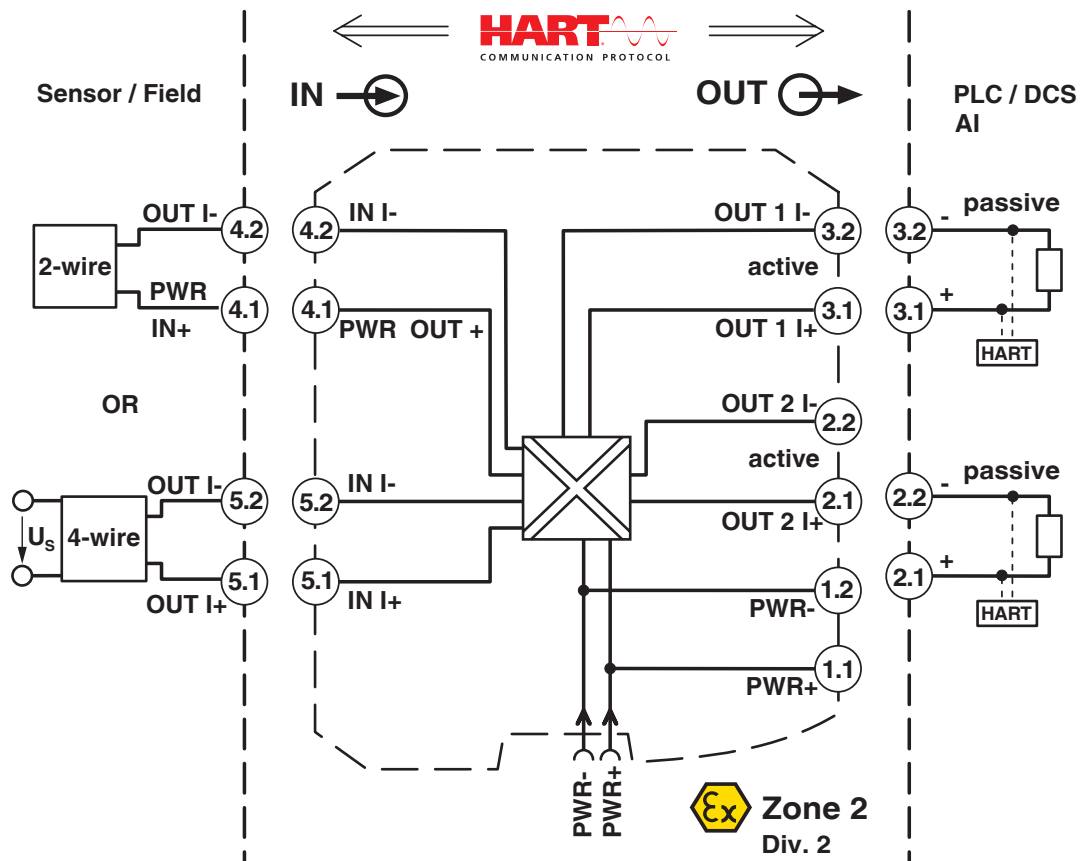 HART
COMMUNICATION PROTOCOL
Sensor / Field
IN
OUT
PLC / DCS
AI
OUT I-
4.2
4.2
IN I-
OUT 1 I-
3.2
3.2
-
passive
2-wire
active
PWR
IN+
4.1
4.1
PWR OUT +
OUT 1 I+
3.1
3.1
+
HART
OR
OUT 2 I-
2.2
active
OUT I-
5.2
5.2
IN I-
OUT 2 I+
2.1
2.2
-
passive
US
4-wire
OUT I+
5.1
5.1
IN I+
PWR-
1.2
2.1
+
HART
PWR+
1.1
PWR-
PWR+
Ex
Zone 2
Div. 2